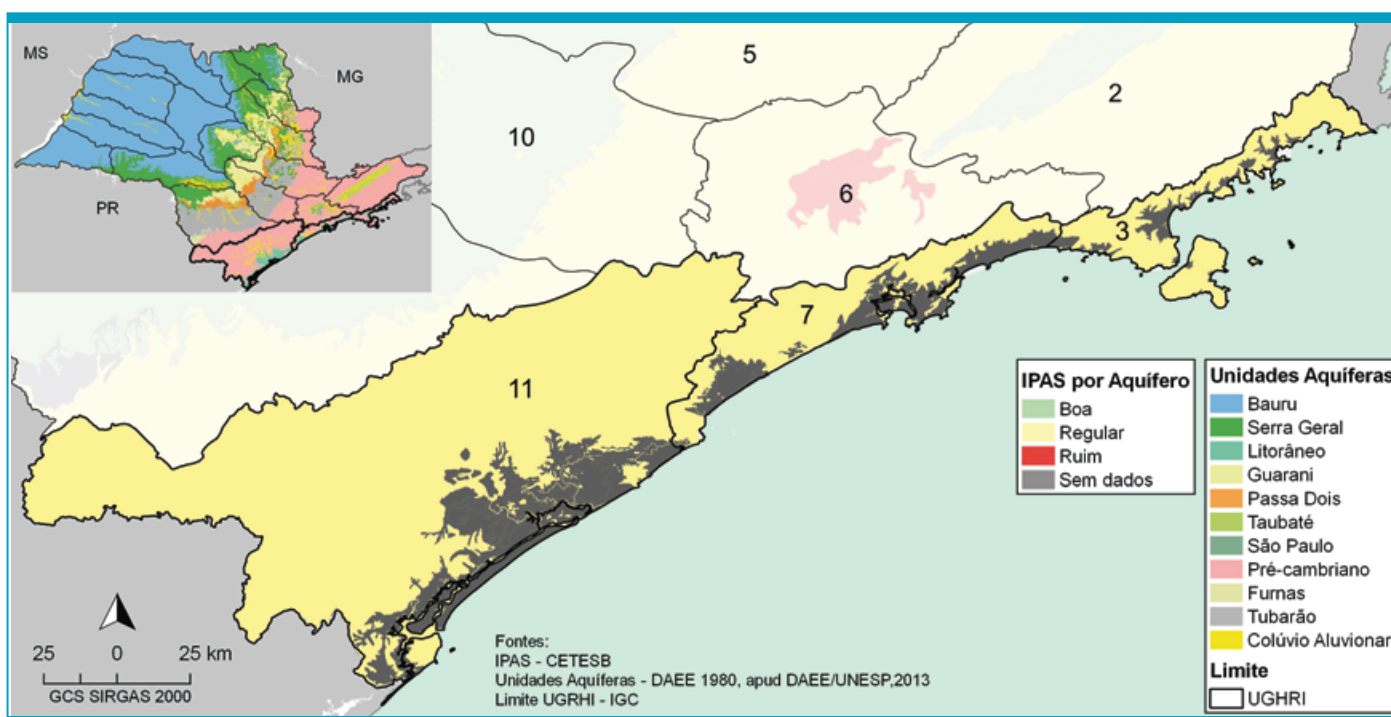 MS
MG
PR
5
2
10
6
3
7
11
IPAS por Aquífero
Boa
Regular
Ruim
Sem dados
Unidades Aquíferas
Bauru
Serra Geral
Litorâneo
Guarani
Passa Dois
Taubaté
São Paulo
Pré-cambriano
Furnas
Tubarão
Colúvio Aluvionar
Limite
UGHRI
25 0 25 km
GCS SIRGAS 2000
Fontes:
IPAS - CETESB
Unidades Aquíferas - DAEE 1980, apud DAEE/UNESP,2013
Limite UGRHI - IGC